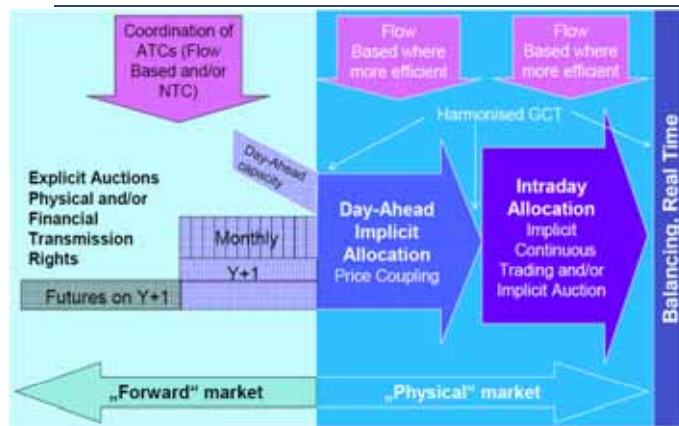 Coordination of
ATCs (Flow
Based and/or
NTC)
Flow
Based where
more efficient
Flow
Based where
more efficient
Harmonised GCT
Day-Ahead
capacity
Explicit Auctions
Physical and/or
Financial
Transmission
Rights
Monthly
Y+1
Futures on Y+1
Day-Ahead
Implicit
Allocation
Price Coupling
Intraday
Allocation
Implicit
Continuous
Trading and/or
Implicit Auction
Balancing, Real Time
„Forward“ market
„Physical“ market